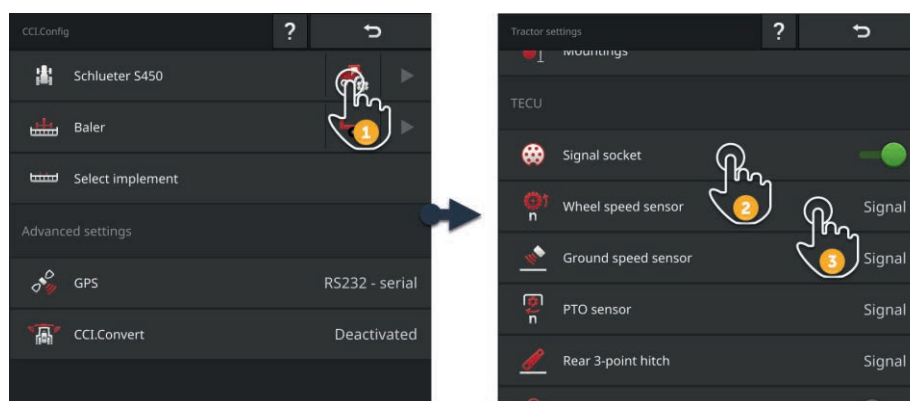 CCI.Config ?
Schlueter S450
1
Baler
Select implement
Advanced settings
GPS RS232 - serial
CCI.Convert Deactivated
Tractor settings ?
Mountings
TECU
Signal socket
2
n Wheel speed sensor Signal
3
Ground speed sensor Signal
n PTO sensor Signal
Rear 3-point hitch Signal